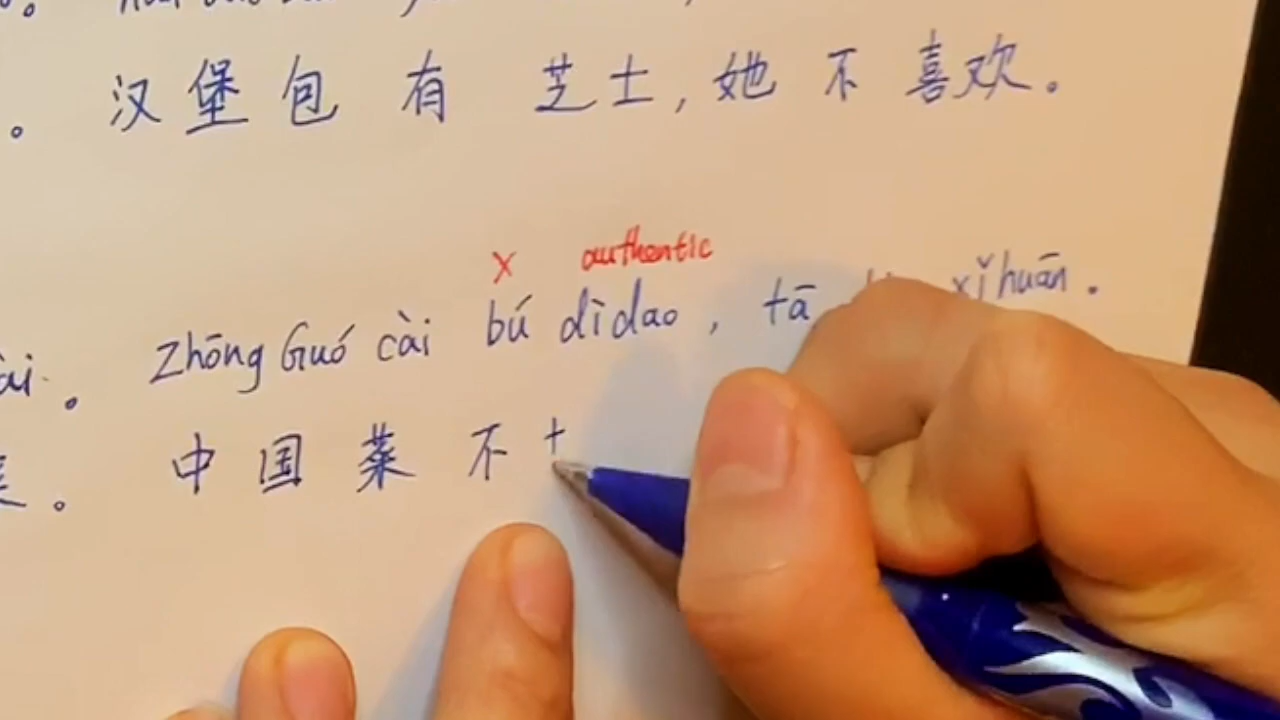 。汉堡包有芝士,她不喜欢。
x authentic
ài. 。 Zhōng Guó cài bú dìdao , tā xǐhuān .
。 中国菜不